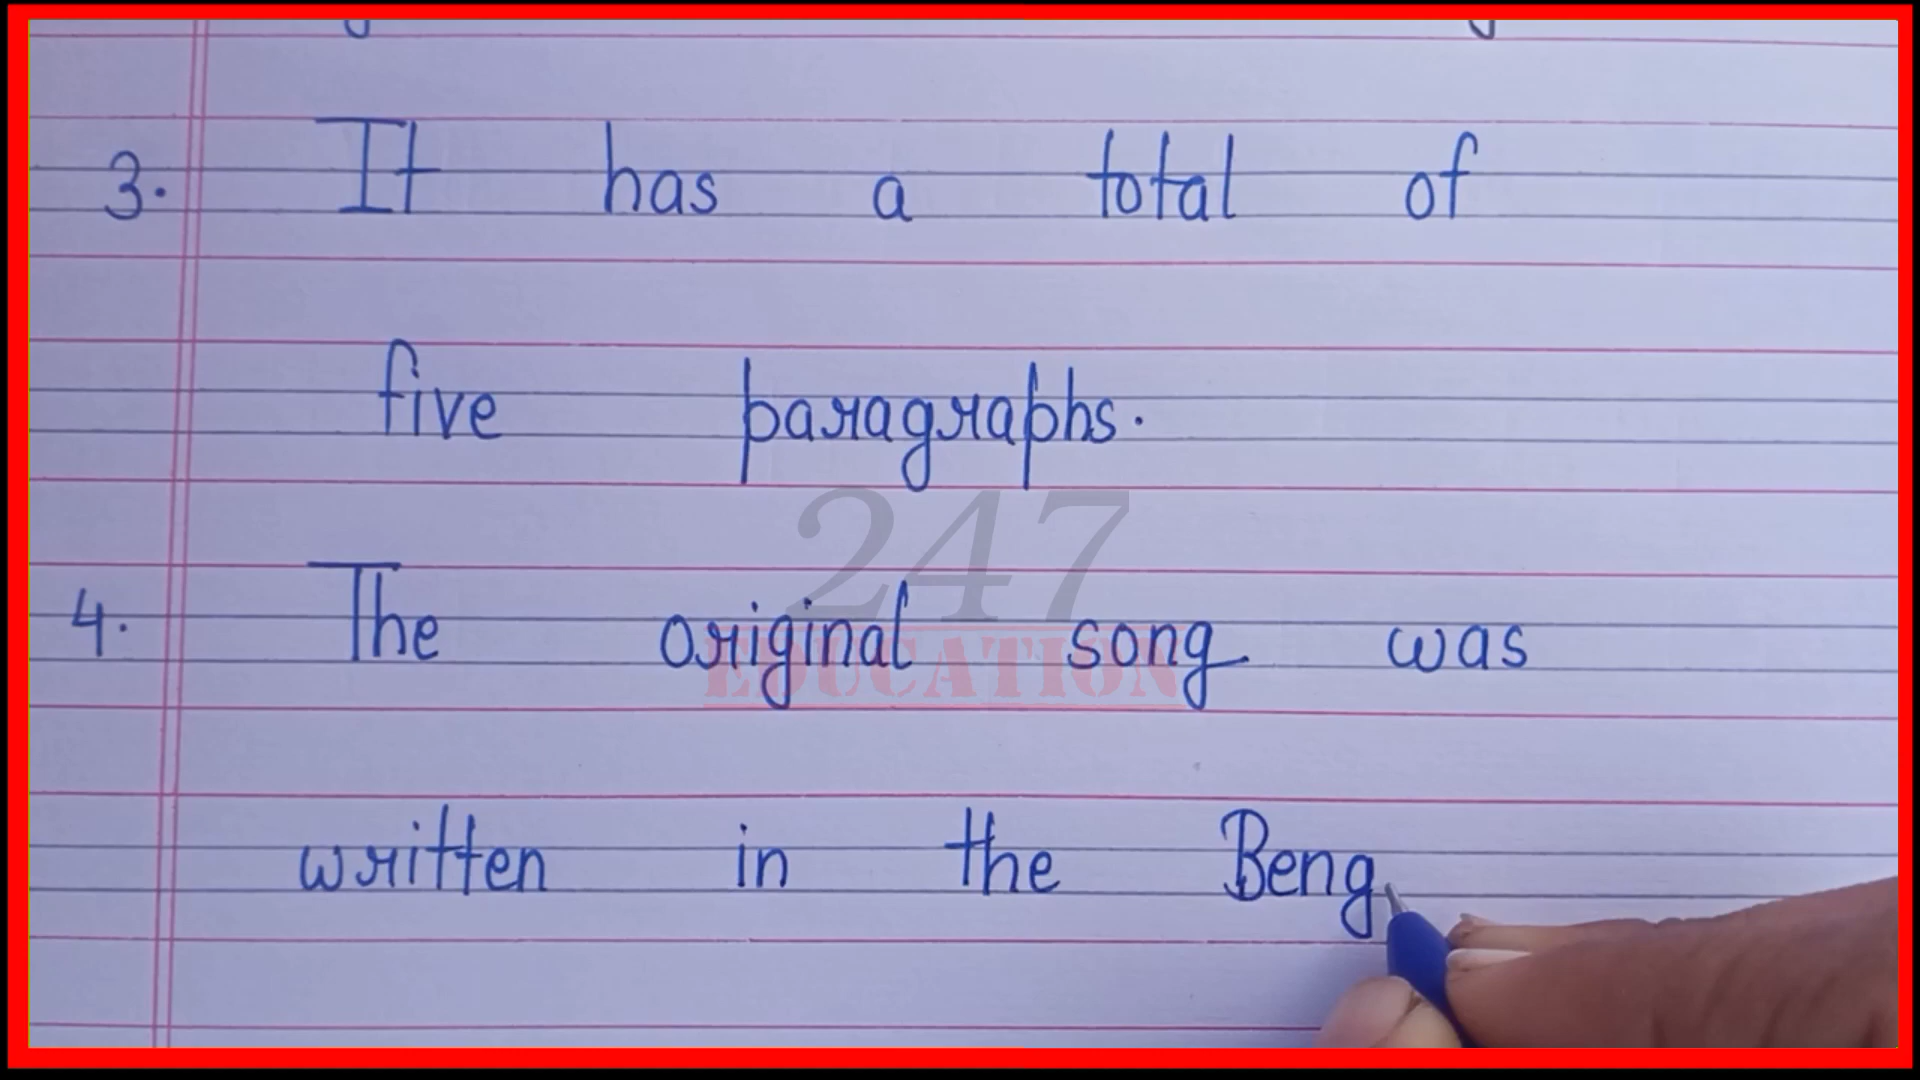 3. It has a total of
five paragraphs.
247
4. The original song was
EDUCATION
written in the Beng